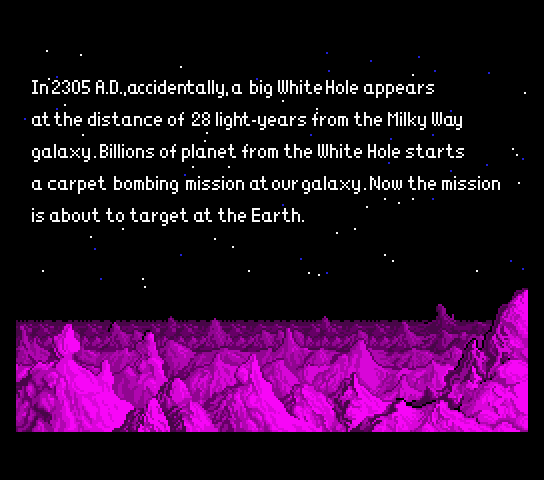 In 2305 A.D.,accidentally,a big White Hole appears
at the distance of 28 light-years from the Milky Way
galaxy.Billions of planet from the White Hole starts
a carpet bombing mission at our galaxy.Now the mission
is about to target at the Earth.